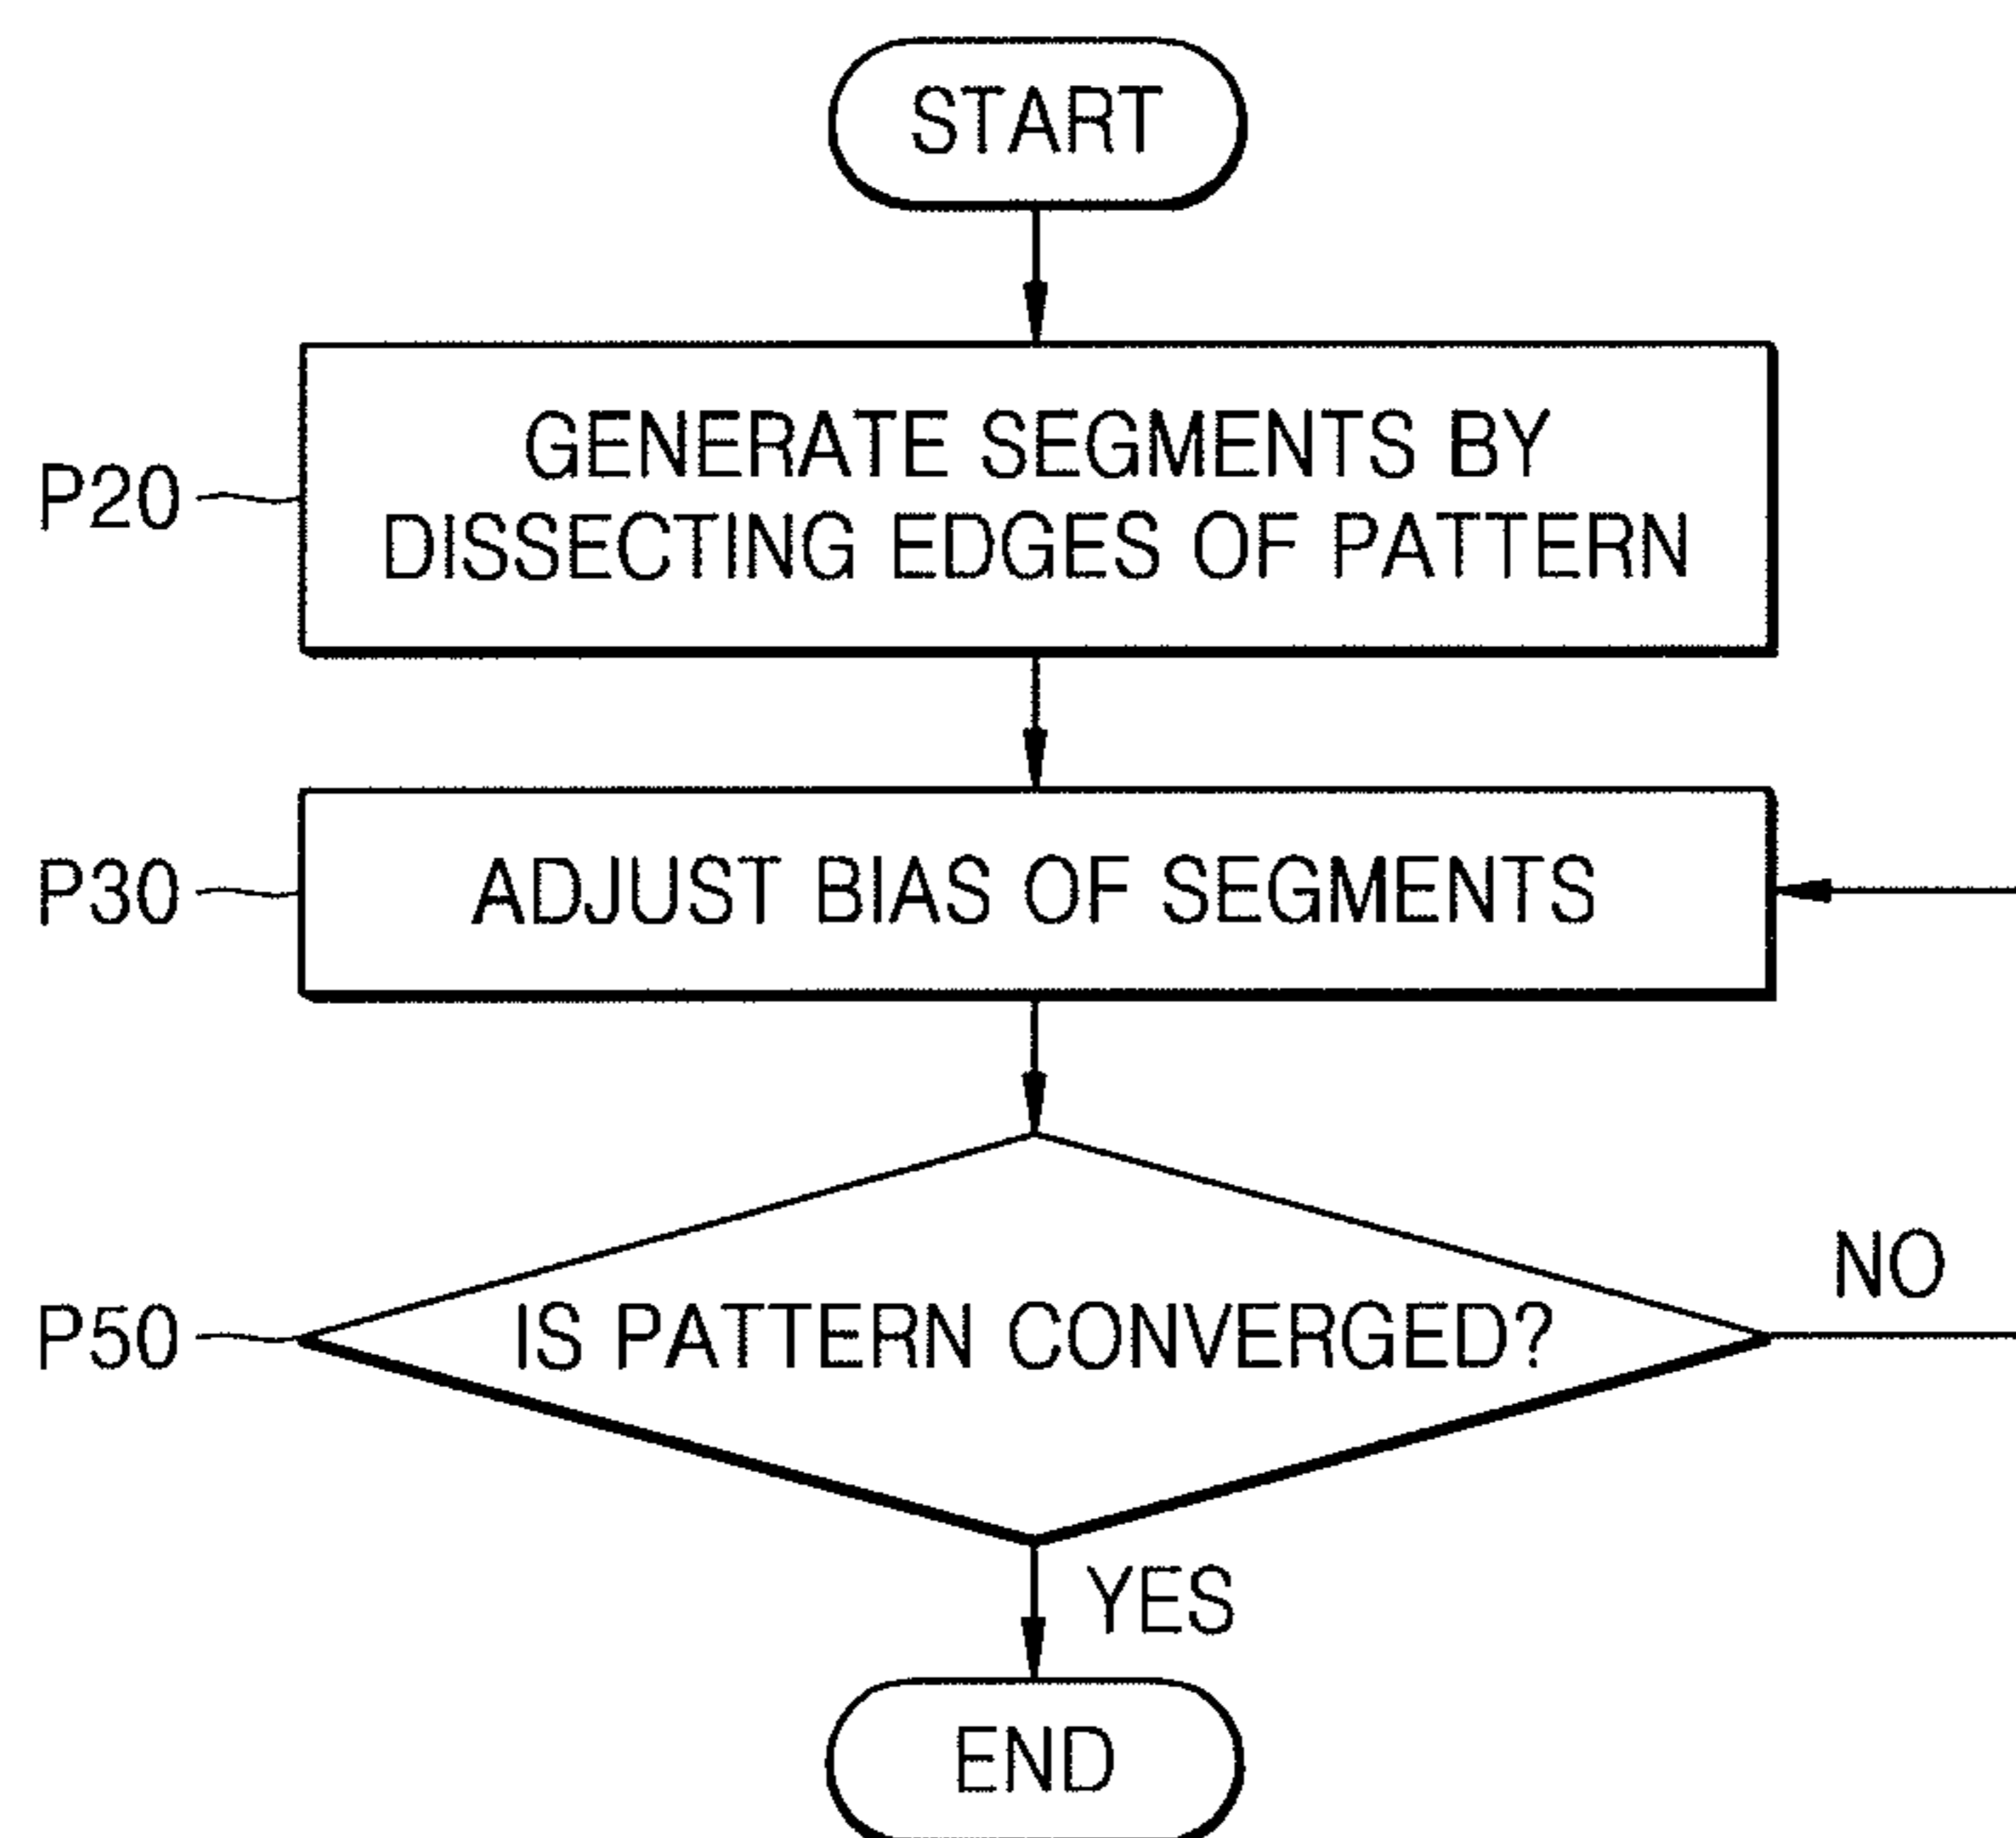 START
P20
GENERATE SEGMENTS BY
DISSECTING EDGES OF PATTERN
P30
ADJUST BIAS OF SEGMENTS
P50
IS PATTERN CONVERGED?
NO
YES
END